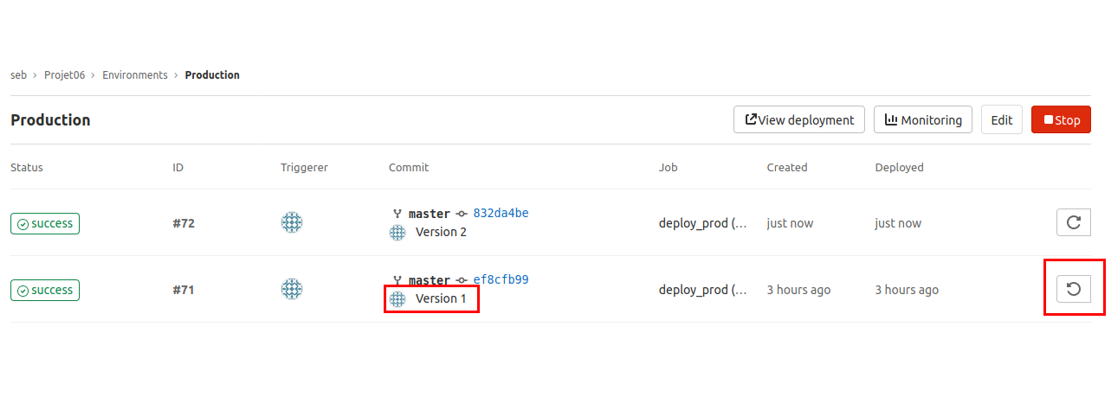 seb > Projet06 > Environments > Production
Production
View deployment
Monitoring
Edit
Stop
Status ID Triggerer Commit Job Created Deployed
success #72 master 832da4be deploy_prod (... just now just now
Version 2
success #71 master ef8cfb99 deploy_prod (... 3 hours ago 3 hours ago
Version 1